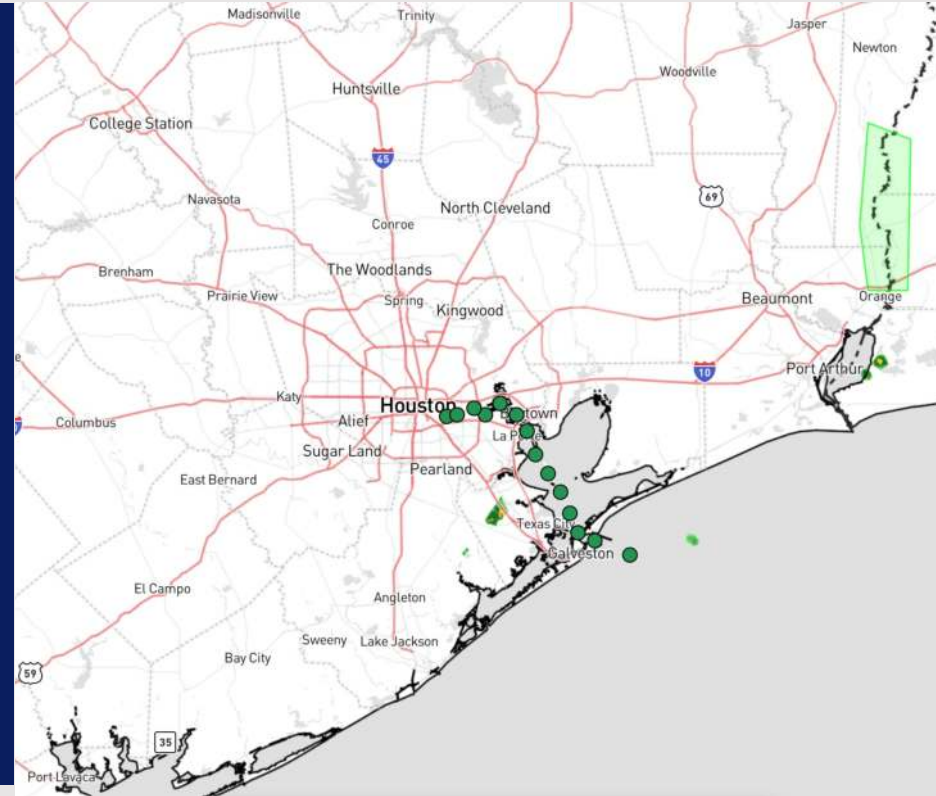 Madisonville
Trinity
Jasper
Newton
Woodville
Huntsville
College Station
45
69
Navasota
North Cleveland
Conroe
Brenham
The Woodlands
Prairie View
Spring
Kingwood
Beaumont
Orange
e
Port Arthur
10
Katy
Houston
Columbus
Alief
La
Sugar Land
Pearland
East Bernard
Texas City
Galveston
El Campo
Angleton
Sweeny
Lake Jackson
Bay City
59
35
Port Lavaca